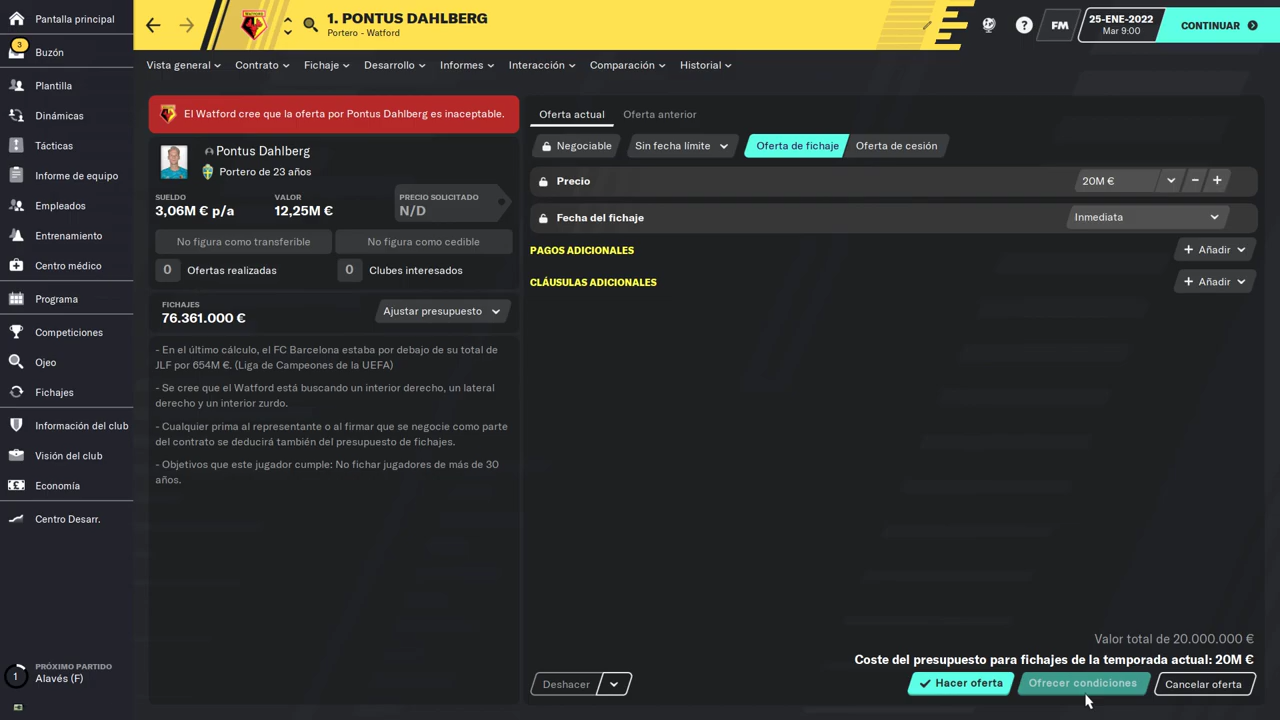 Pantalla principal
3
Buzón
Plantilla
Dinámicas
Tácticas
Informe de equipo
Empleados
Entrenamiento
Centro médico
Programa
Competiciones
Ojeo
Fichajes
Información del club
Visión del club
Economía
Centro Desarr.
1
PRÓXIMO PARTIDO
Alavés (F)
1. PONTUS DAHLBERG
Portero - Watford
?
FM
25-ENE-2022
Mar 9:00
CONTINUAR
Vista general
Contrato
Fichaje
Desarrollo
Informes
Interacción
Comparación
Historial
El Watford cree que la oferta por Pontus Dahlberg es inaceptable.
Pontus Dahlberg
Portero de 23 años
SUELDO
3,06M € p/a
VALOR
12,25M €
PRECIO SOLICITADO
N/D
No figura como transferible
No figura como cedible
0 Ofertas realizadas
0 Clubes interesados
FICHAJES
76.361.000 €
Ajustar presupuesto
- En el último cálculo, el FC Barcelona estaba por debajo de su total de
JLF por 654M €. (Liga de Campeones de la UEFA)
- Se cree que el Watford está buscando un interior derecho, un lateral
derecho y un interior zurdo.
- Cualquier prima al representante o al firmar que se negocie como parte
del contrato se deducirá también del presupuesto de fichajes.
- Objetivos que este jugador cumple: No fichar jugadores de más de 30
años.
Oferta actual
Oferta anterior
Negociable
Sin fecha límite
Oferta de fichaje
Oferta de cesión
Precio
20M €
- +
Fecha del fichaje
Inmediata
PAGOS ADICIONALES
+ Añadir
CLÁUSULAS ADICIONALES
+ Añadir
Valor total de 20.000.000 €
Coste del presupuesto para fichajes de la temporada actual: 20M €
Deshacer
Hacer oferta
Ofrecer condiciones
Cancelar oferta